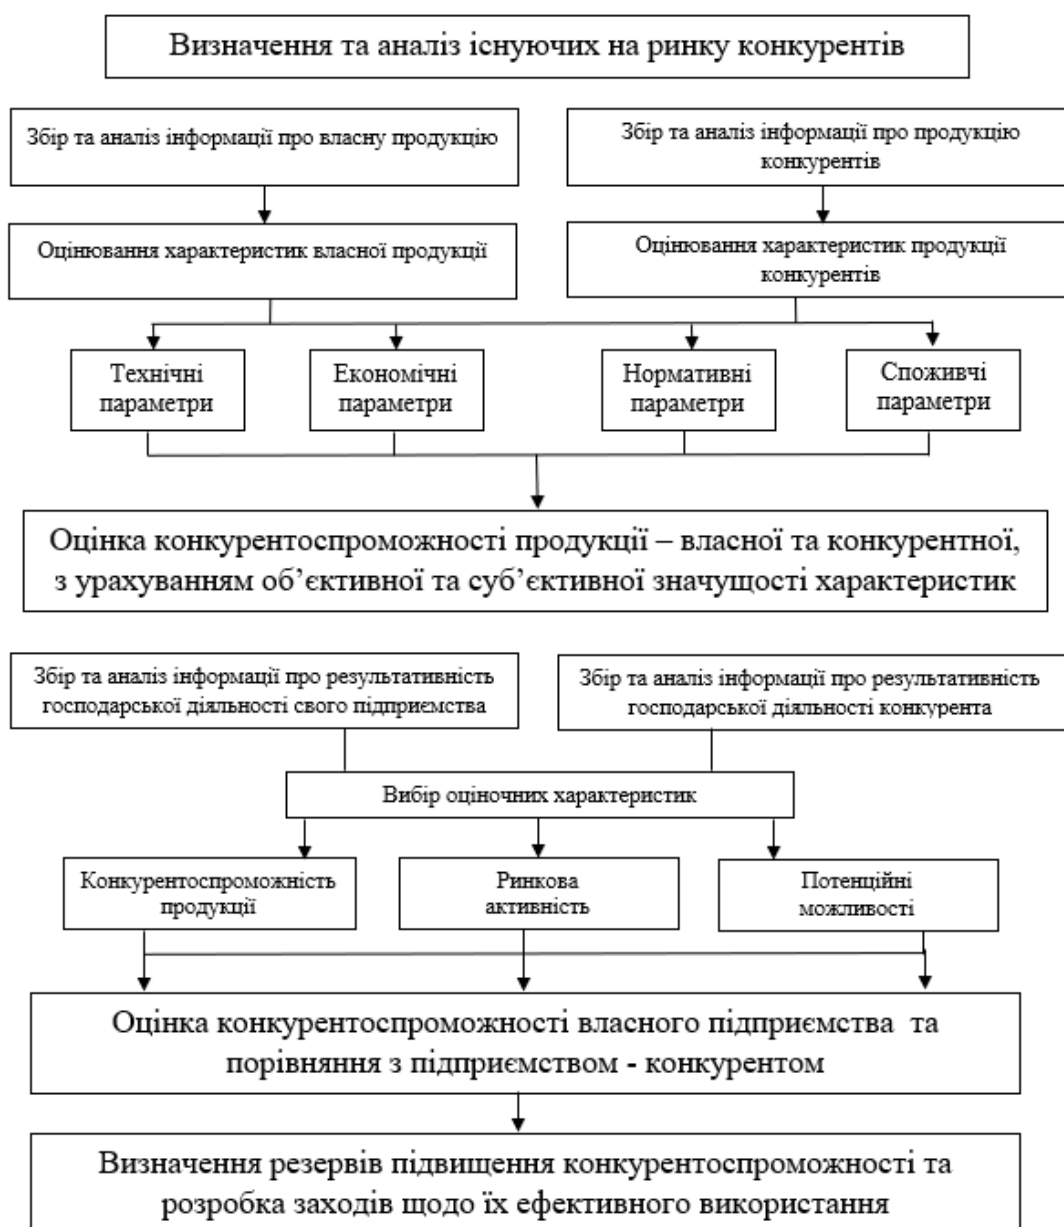 Визначення та аналіз існуючих на ринку конкурентів
Збір та аналіз інформації про власну продукцію
Збір та аналіз інформації про продукцію
конкурентів
Оцінювання характеристик власної продукції
Оцінювання характеристик продукції
конкурентів
Технічні
параметри
Економічні
параметри
Нормативні
параметри
Споживчі
параметри
Оцінка конкурентоспроможності продукції – власної та конкурентної,
з урахуванням об’єктивної та суб’єктивної значущості характеристик
Збір та аналіз інформації про результативність
господарської діяльності свого підприємства
Збір та аналіз інформації про результативність
господарської діяльності конкурента
Вибір оціночних характеристик
Конкурентоспроможність
продукції
Ринкова
активність
Потенційні
можливості
Оцінка конкурентоспроможності власного підприємства та
порівняння з підприємством - конкурентом
Визначення резервів підвищення конкурентоспроможності та
розробка заходів щодо їх ефективного використання